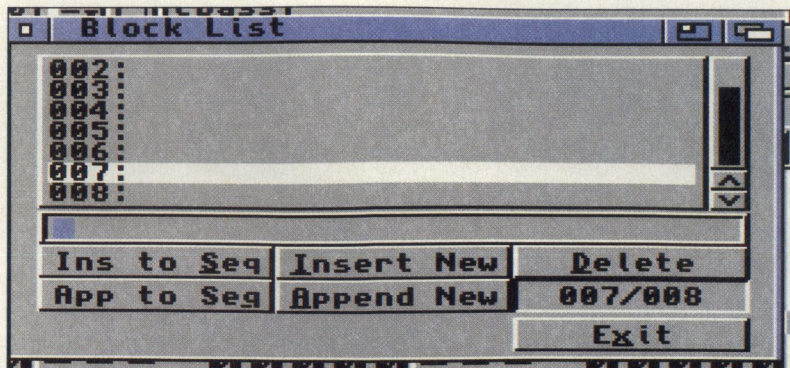 Block List
002:
003:
004:
005:
006:
007:
008:
Ins to Seq Insert New Delete
App to Seq Append New 007/008
Exit